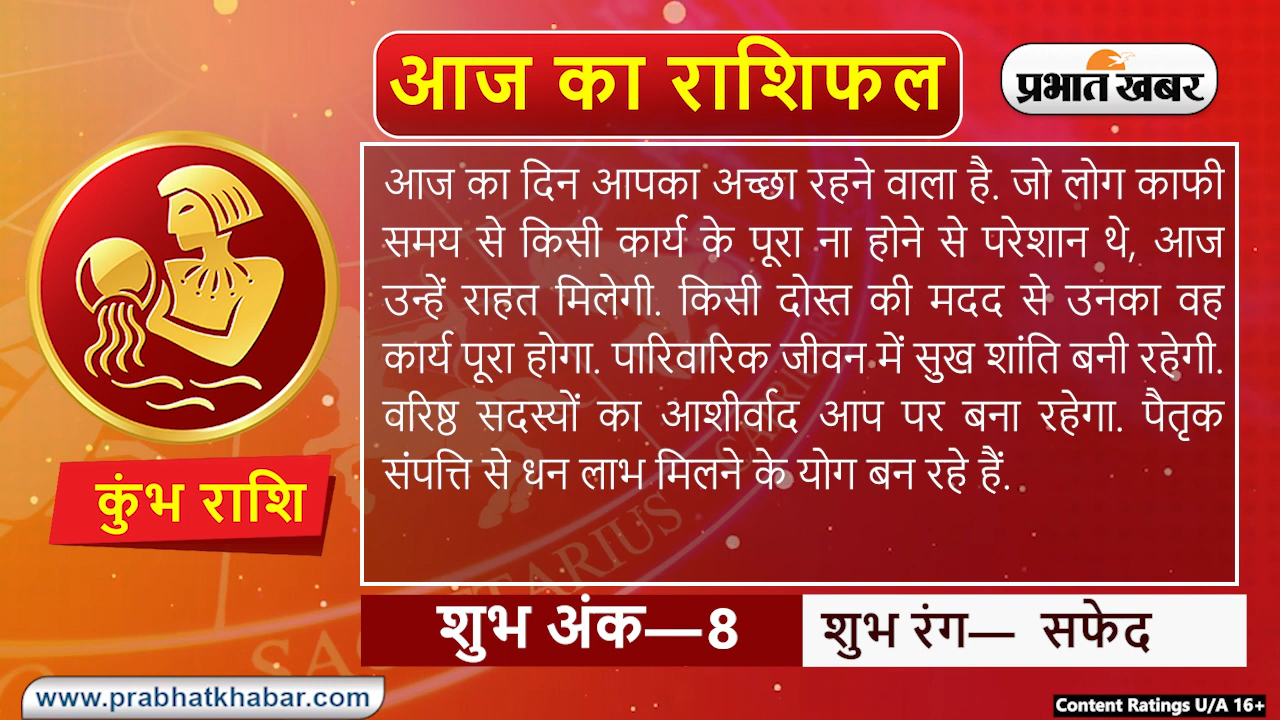 आज का राशिफल
प्रभात खबर
आज का दिन आपका अच्छा रहने वाला है. जो लोग काफी
समय से किसी कार्य के पूरा ना होने से परेशान थे, आज
उन्हें राहत मिलेगी. किसी दोस्त की मदद से उनका वह
कार्य पूरा होगा. पारिवारिक जीवन में सुख शांति बनी रहेगी.
वरिष्ठ सदस्यों का आशीर्वाद आप पर बना रहेगा. पैतृक
संपत्ति से धन लाभ मिलने के योग बन रहे हैं.
कुंभ राशि
SAGITTARIUS
शुभ अंक—8
शुभ रंग— सफेद
www.prabhatkhabar.com
Content Ratings U/A 16+